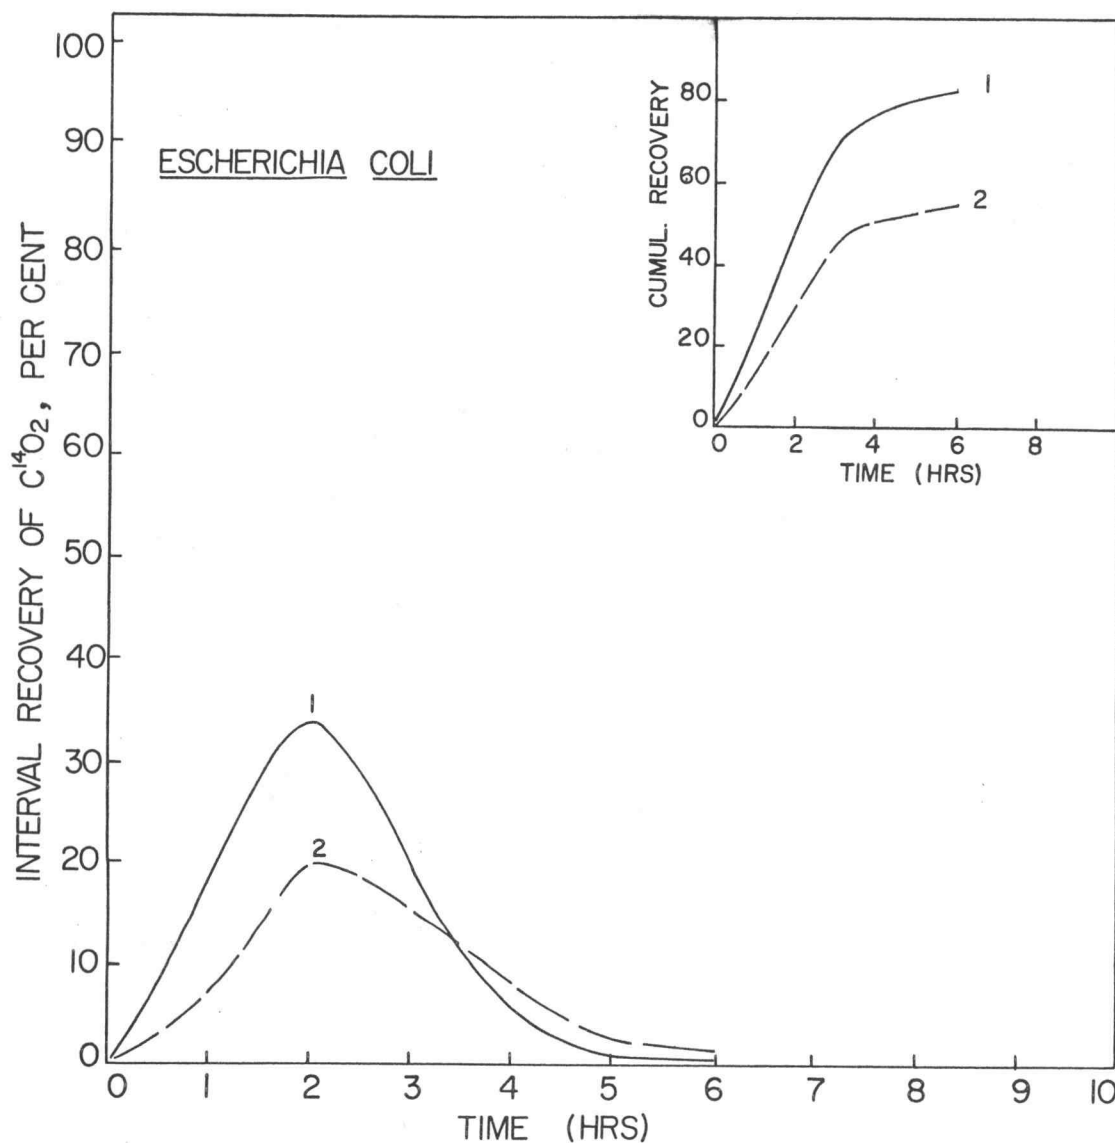 ESCHERICHIA COLI
INTERVAL RECOVERY OF C¹⁴O₂, PER CENT
100
90
80
70
60
50
40
30
20
10
0
1
2
0 1 2 3 4 5 6 7 8 9 10
TIME (HRS)
CUMUL. RECOVERY
80
60
40
20
0
1
2
0 2 4 6 8
TIME (HRS)